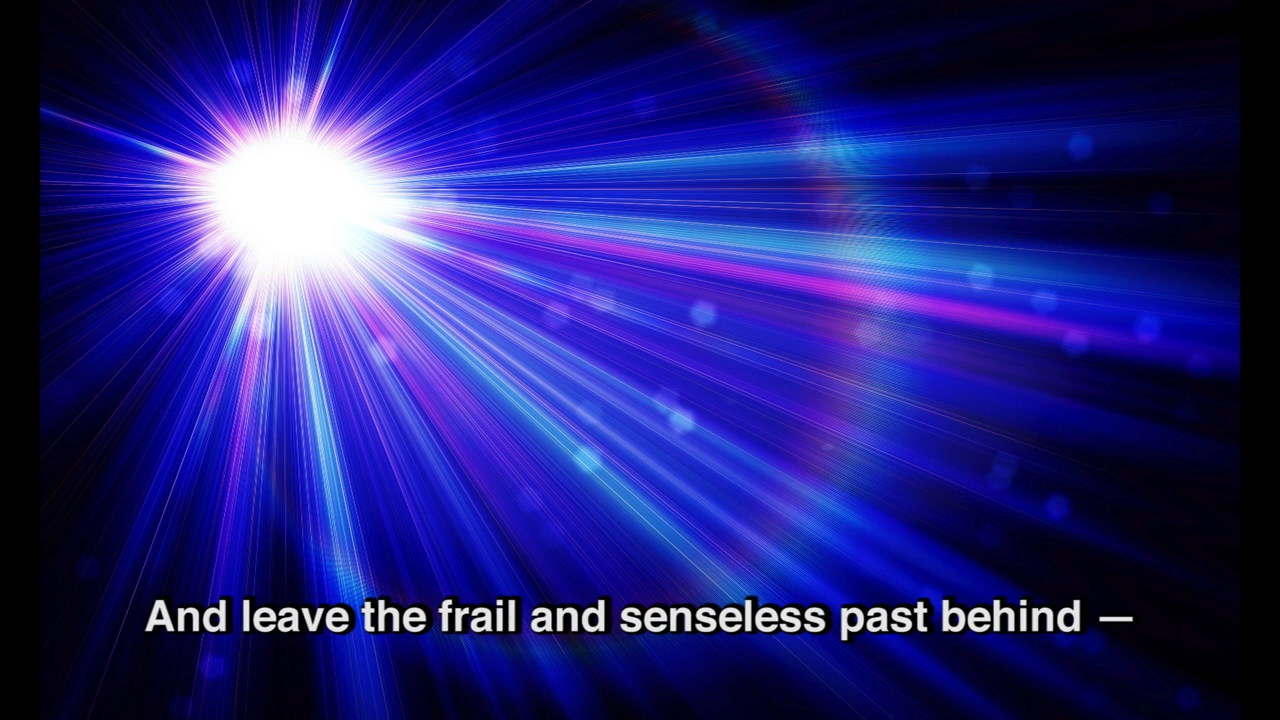 And leave the frail and senseless past behind —